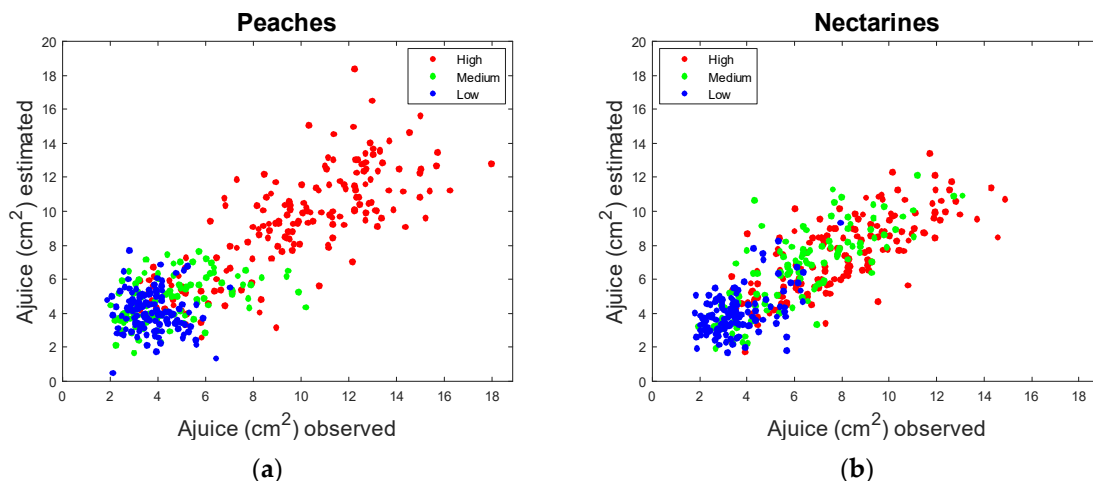 Peaches
20
18
16
14
12
10
8
6
4
2
0
0 2 4 6 8 10 12 14 16 18
Ajuice (cm²) estimated
Ajuice (cm²) observed
High
Medium
Low
(a)
Nectarines
20
18
16
14
12
10
8
6
4
2
0
0 2 4 6 8 10 12 14 16 18
Ajuice (cm²) estimated
Ajuice (cm²) observed
High
Medium
Low
(b)